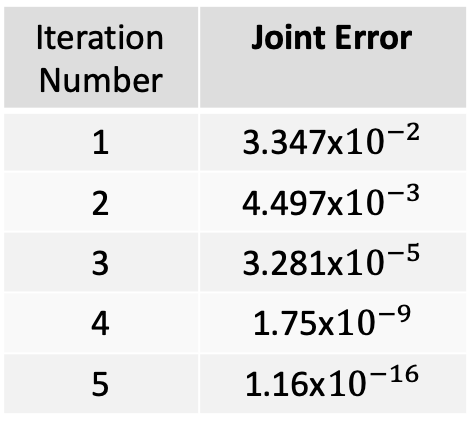 Iteration Joint Error
Number
1 3.347x10⁻²
2 4.497x10⁻³
3 3.281x10⁻⁵
4 1.75x10⁻⁹
5 1.16x10⁻¹⁶